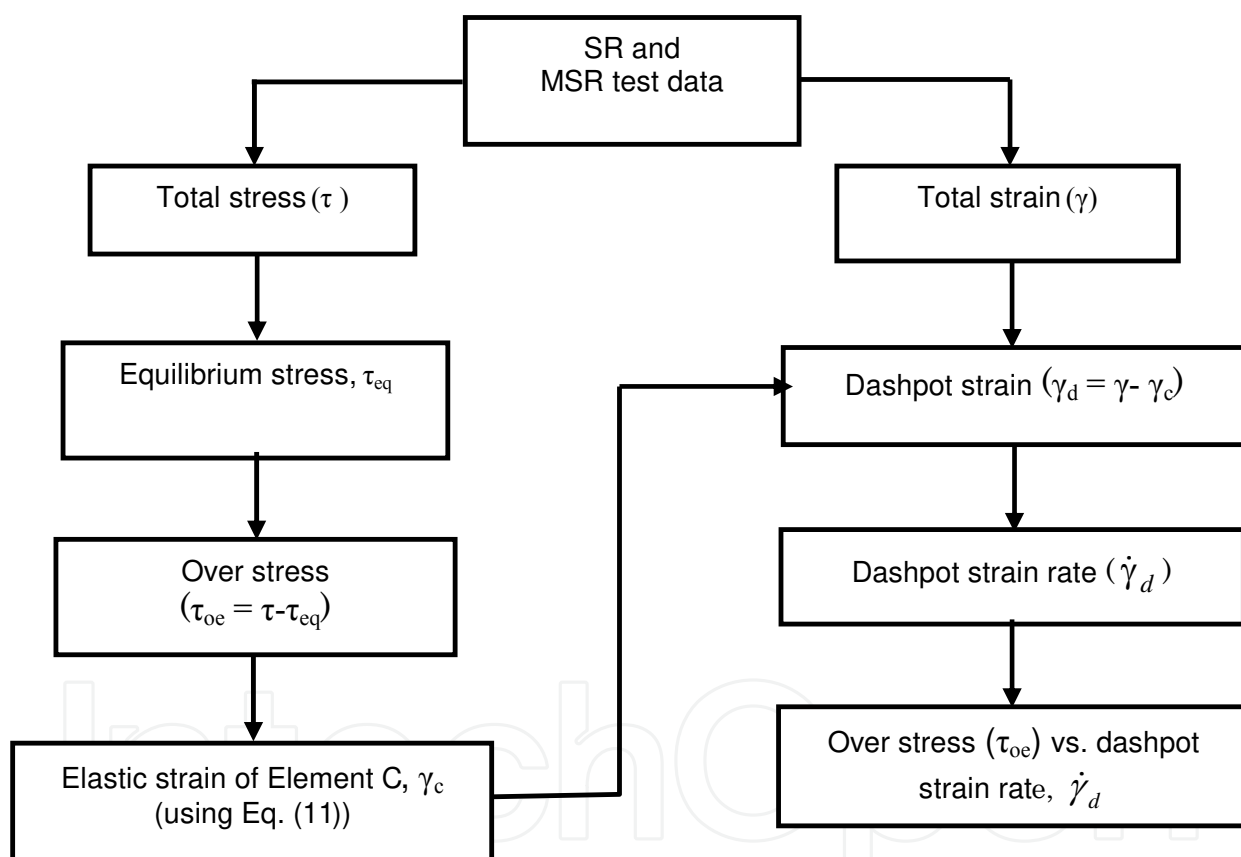 SR and
MSR test data
Total stress (τ )
Total strain (γ)
Equilibrium stress, τeq
Dashpot strain (γd = γ- γc)
Over stress
(τoe = τ-τeq)
Dashpot strain rate ( γ̇d )
Elastic strain of Element C, γc
(using Eq. (11))
Over stress (τoe) vs. dashpot
strain rate, γ̇d
IntechOpen